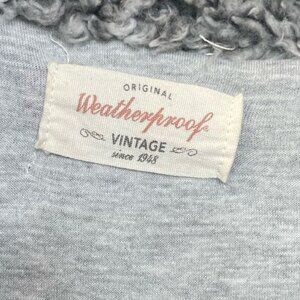 ORIGINAL
Weatherproof®
VINTAGE
since 1948